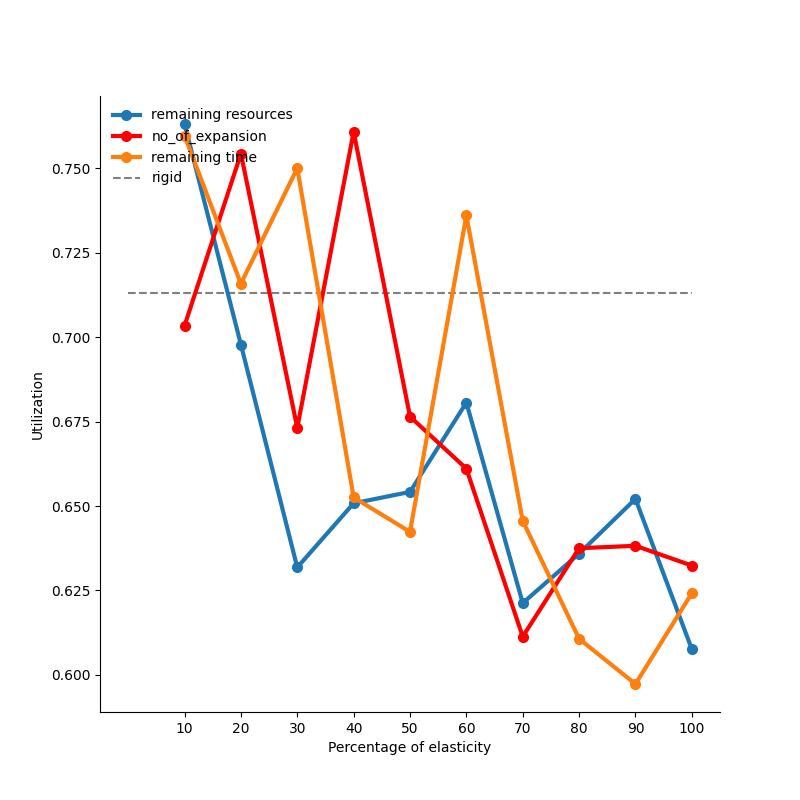 remaining resources
no_of_expansion
remaining time
rigid
0.750
0.725
0.700
0.675
0.650
0.625
0.600
Utilization
10 20 30 40 50 60 70 80 90 100
Percentage of elasticity